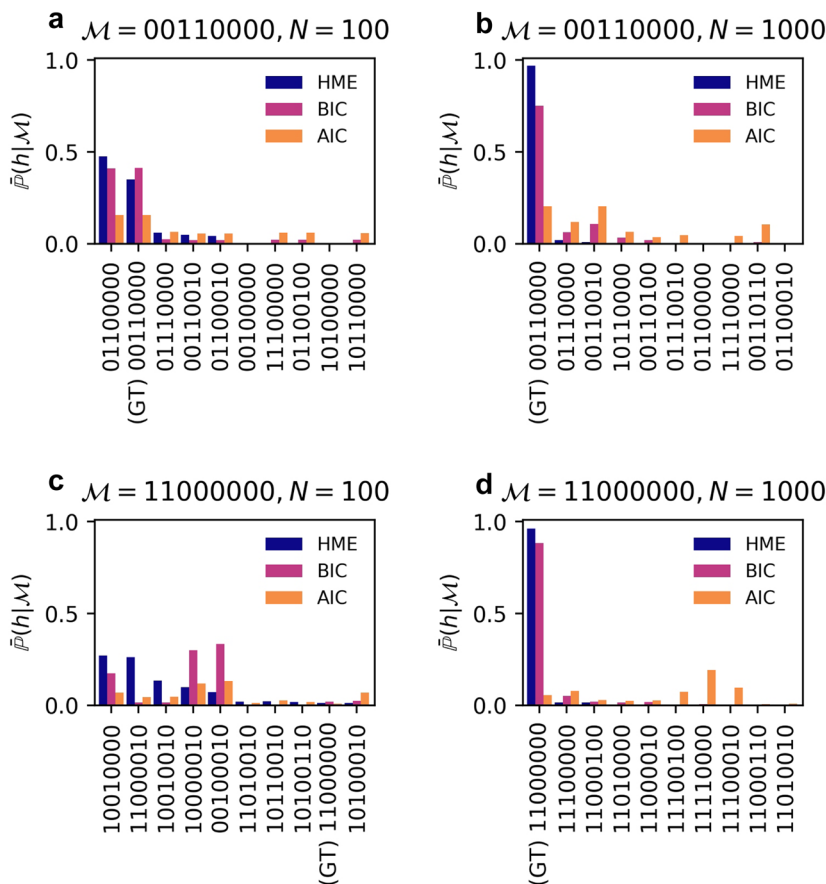 a
ℳ = 00110000, N = 100
1.0
0.5
0.0
ℙ̄(h|ℳ)
HME
BIC
AIC
01100000
(GT) 00110000
01110000
00110010
01100010
00100000
11100000
01100100
10100000
10110000
b
ℳ = 00110000, N = 1000
1.0
0.5
0.0
ℙ̄(h|ℳ)
HME
BIC
AIC
(GT) 00110000
01110000
00110010
10110000
00110100
01110010
01100000
11110000
00110110
01100010
c
ℳ = 11000000, N = 100
1.0
0.5
0.0
ℙ̄(h|ℳ)
HME
BIC
AIC
10010000
11000010
10010010
10000010
00100010
11010010
10100110
10000110
(GT) 11000000
10100010
d
ℳ = 11000000, N = 1000
1.0
0.5
0.0
ℙ̄(h|ℳ)
HME
BIC
AIC
(GT) 11000000
11100000
11000100
11010000
11000010
11100100
11110000
11100010
11000110
11010010